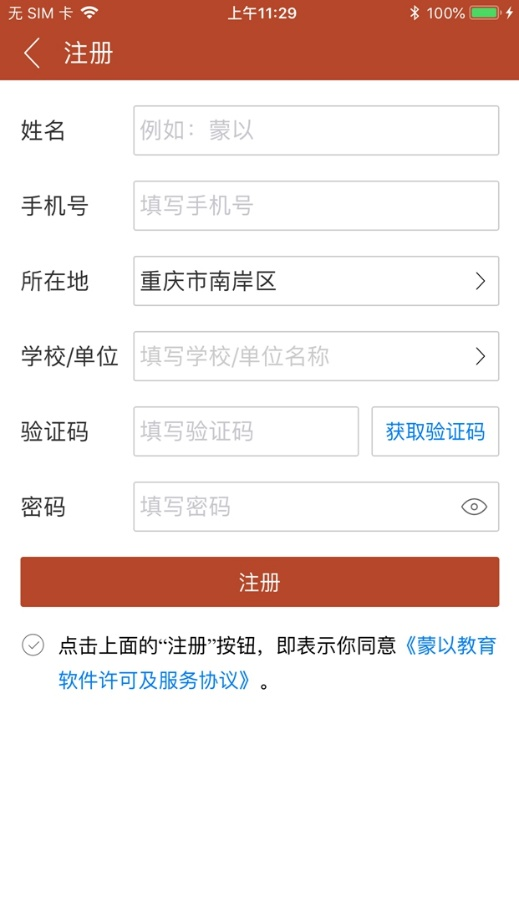 无 SIM 卡 上午11:29 100%
注册
姓名 例如：蒙以
手机号 填写手机号
所在地 重庆市南岸区
学校/单位 填写学校/单位名称
验证码 填写验证码 获取验证码
密码 填写密码
注册
点击上面的“注册”按钮，即表示你同意《蒙以教育
软件许可及服务协议》。